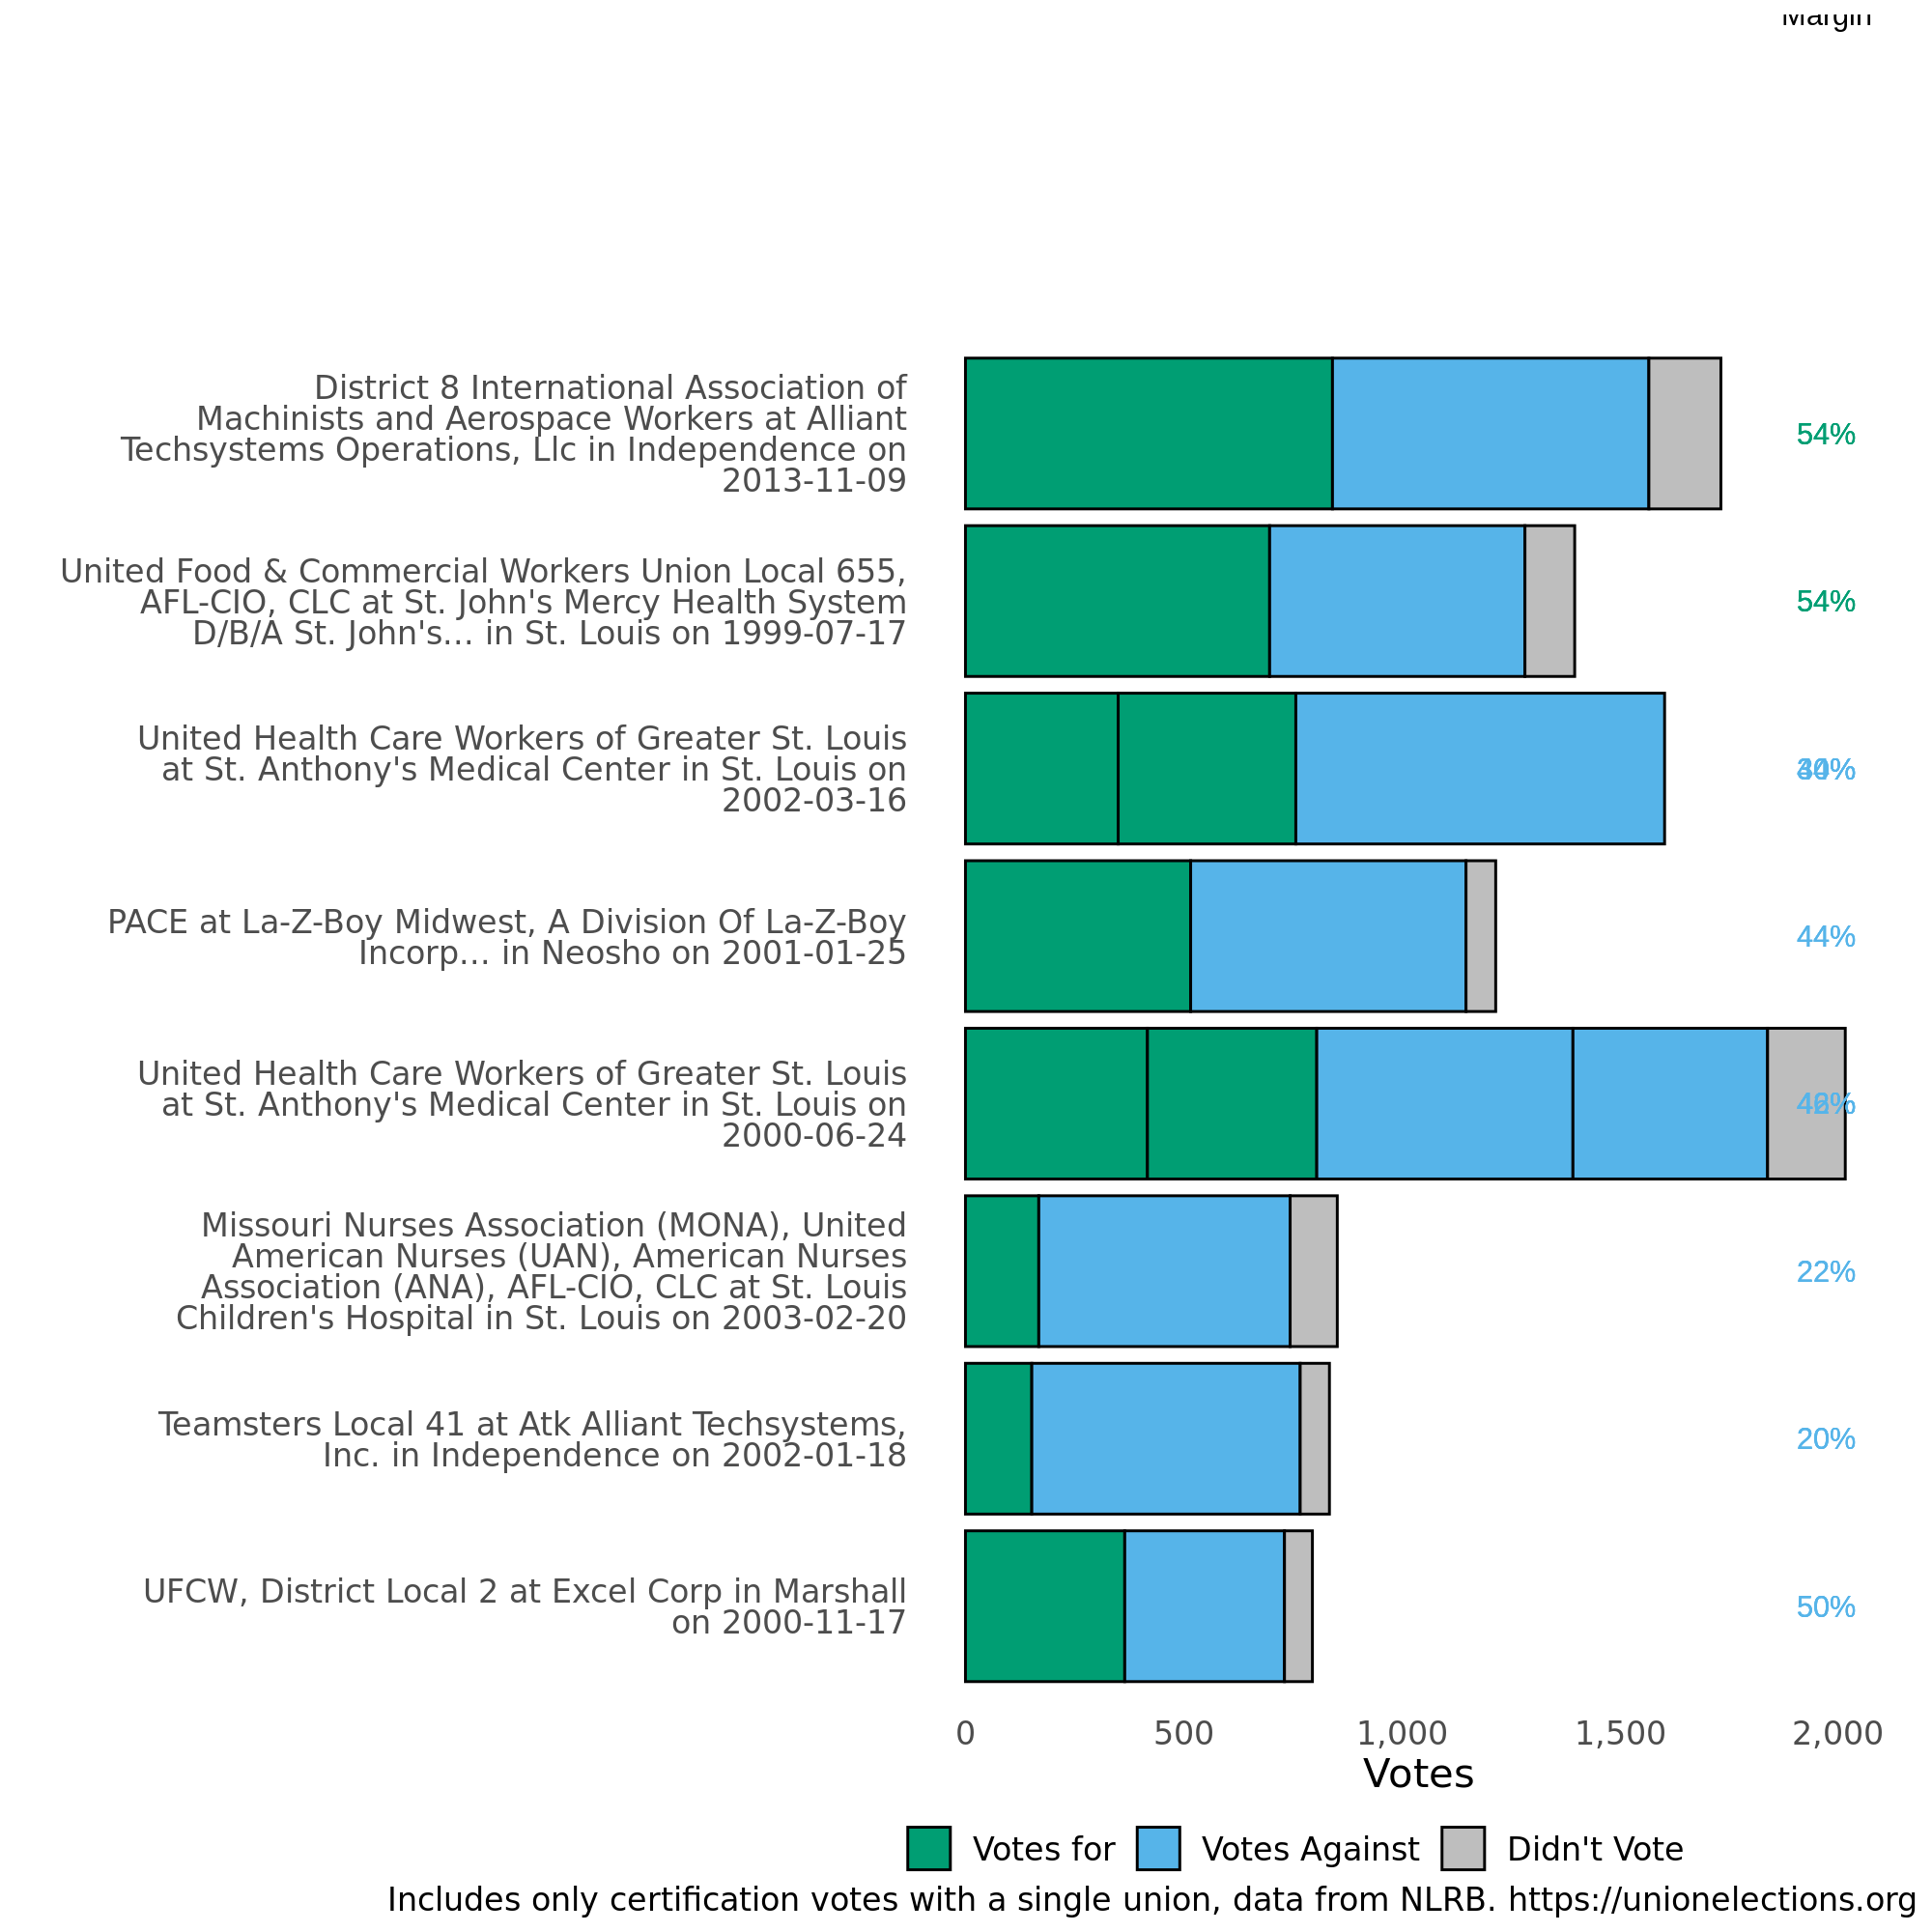 Margin
District 8 International Association of
Machinists and Aerospace Workers at Alliant
Techsystems Operations, Llc in Independence on
2013-11-09
54%
United Food & Commercial Workers Union Local 655,
AFL-CIO, CLC at St. John's Mercy Health System
D/B/A St. John's... in St. Louis on 1999-07-17
54%
United Health Care Workers of Greater St. Louis
at St. Anthony's Medical Center in St. Louis on
2002-03-16
PACE at La-Z-Boy Midwest, A Division Of La-Z-Boy
Incorp... in Neosho on 2001-01-25
44%
United Health Care Workers of Greater St. Louis
at St. Anthony's Medical Center in St. Louis on
2000-06-24
Missouri Nurses Association (MONA), United
American Nurses (UAN), American Nurses
Association (ANA), AFL-CIO, CLC at St. Louis
Children's Hospital in St. Louis on 2003-02-20
22%
Teamsters Local 41 at Atk Alliant Techsystems,
Inc. in Independence on 2002-01-18
20%
UFCW, District Local 2 at Excel Corp in Marshall
on 2000-11-17
50%
0 500 1,000 1,500 2,000
Votes
Votes for Votes Against Didn't Vote
Includes only certification votes with a single union, data from NLRB. https://unionelections.org